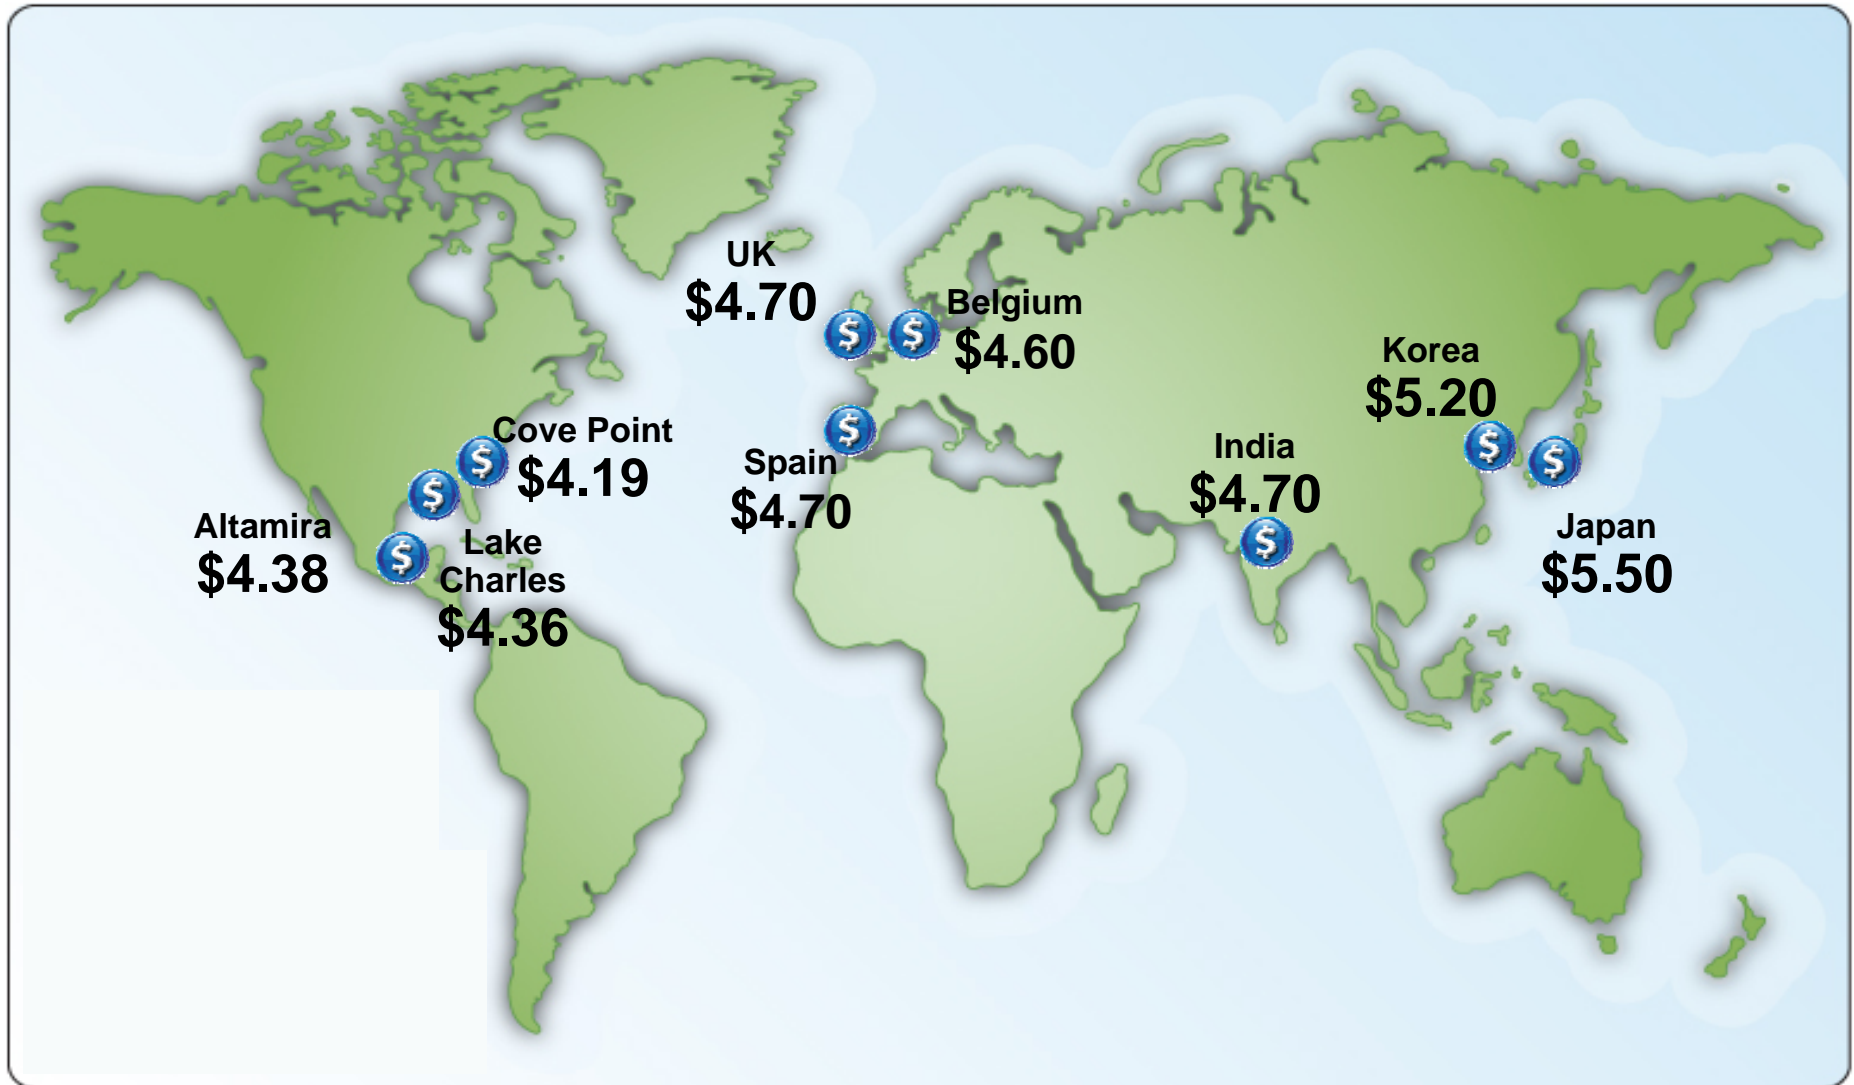 UK
$4.70
Belgium
$4.60
Korea
$5.20
Cove Point
$4.19
Spain
$4.70
India
$4.70
Altamira
$4.38
Lake
Charles
$4.36
Japan
$5.50
$
$
$
$
$
$
$
$
$